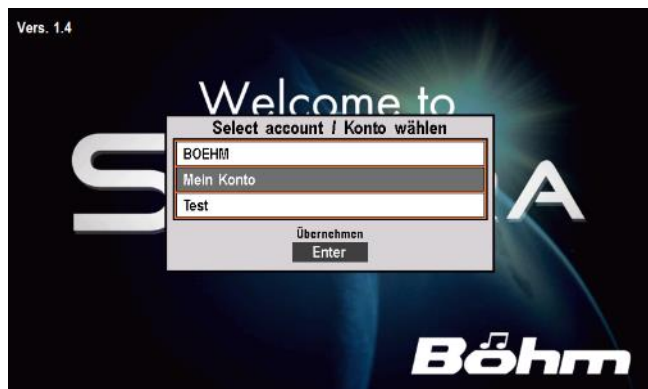 Vers. 1.4
Welcome to
Select account / Konto wählen
BOEHM
Mein Konto
Test
Übernehmen
Enter
Böhm